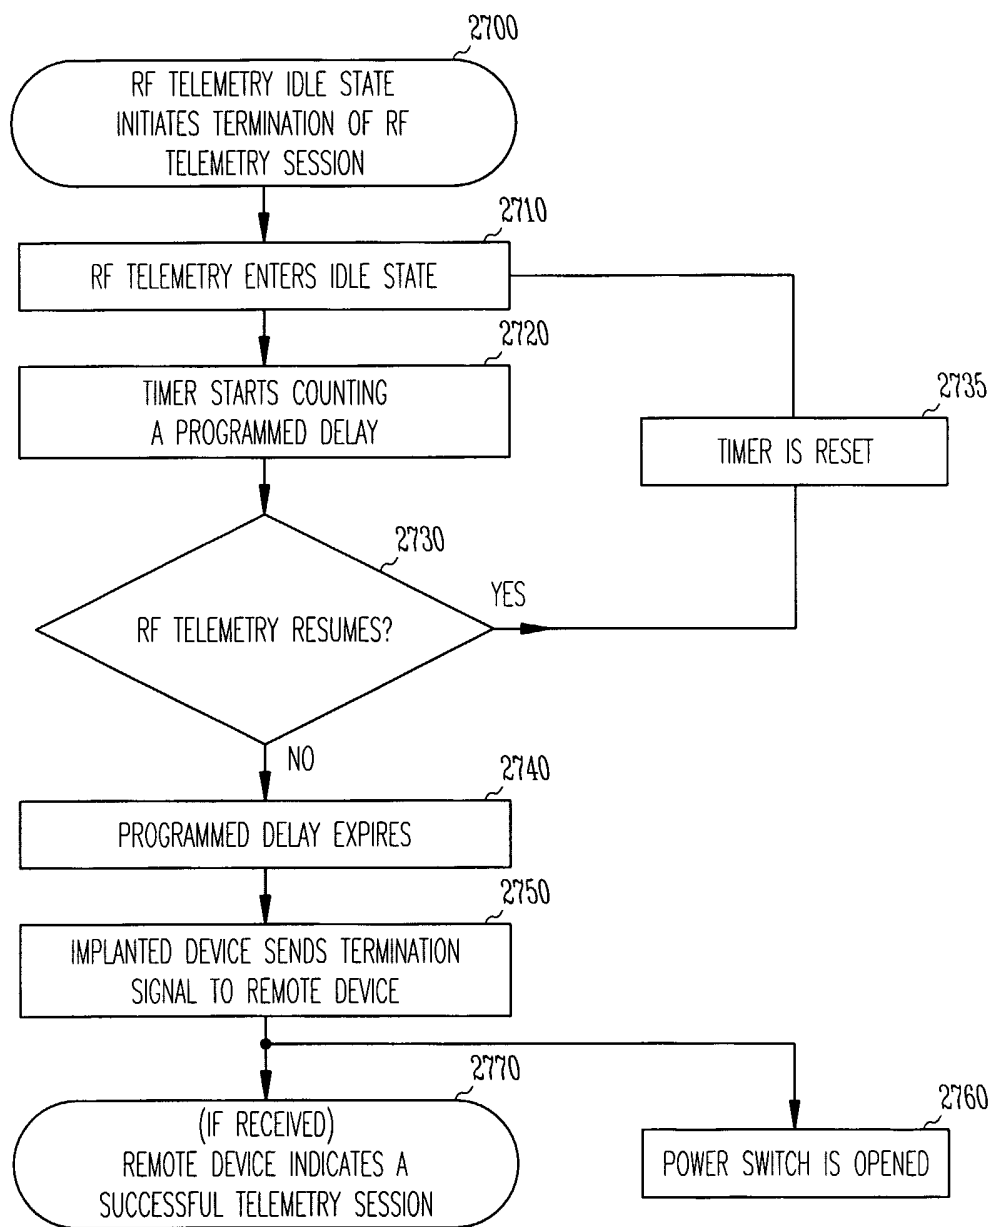 2700
RF TELEMETRY IDLE STATE
INITIATES TERMINATION OF RF
TELEMETRY SESSION
2710
RF TELEMETRY ENTERS IDLE STATE
2720
TIMER STARTS COUNTING
A PROGRAMMED DELAY
2735
TIMER IS RESET
2730
RF TELEMETRY RESUMES?
YES
NO
2740
PROGRAMMED DELAY EXPIRES
2750
IMPLANTED DEVICE SENDS TERMINATION
SIGNAL TO REMOTE DEVICE
2770
(IF RECEIVED)
REMOTE DEVICE INDICATES A
SUCCESSFUL TELEMETRY SESSION
2760
POWER SWITCH IS OPENED